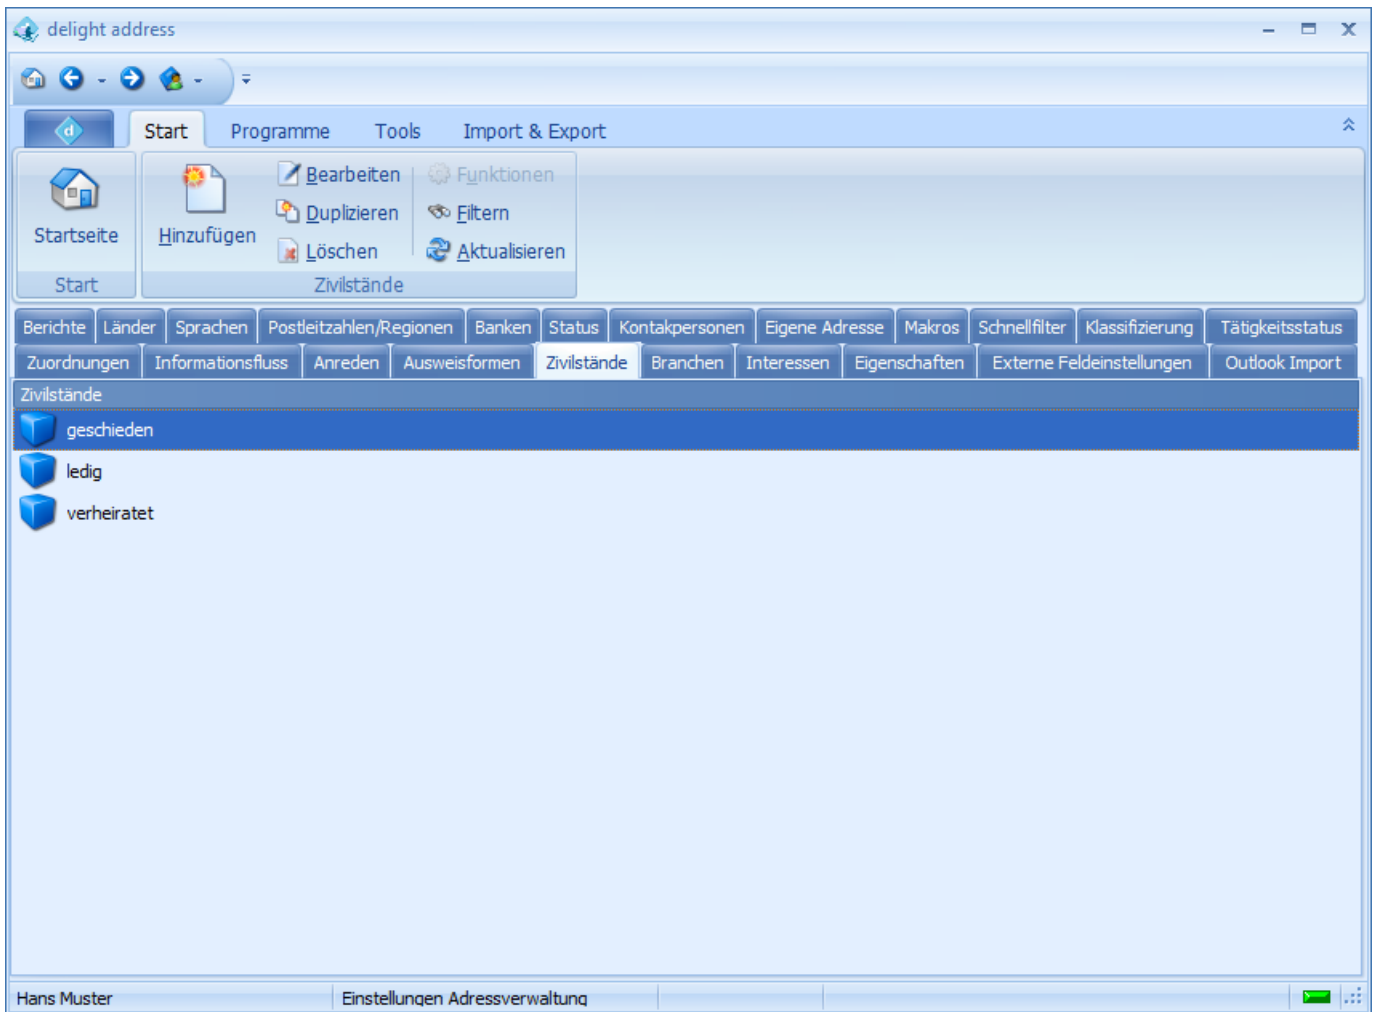 delight address
Start Programme Tools Import & Export
Startseite
Hinzufügen
Bearbeiten
Duplizieren
Löschen
Funktionen
Filtern
Aktualisieren
Start
Zivilstände
Berichte Länder Sprachen Postleitzahlen/Regionen Banken Status Kontakpersonen Eigene Adresse Makros Schnellfilter Klassifizierung Tätigkeitsstatus
Zuordnungen Informationsfluss Anreden Ausweisformen Zivilstände Branchen Interessen Eigenschaften Externe Feldeinstellungen Outlook Import
Zivilstände
geschieden
ledig
verheiratet
Hans Muster Einstellungen Adressverwaltung